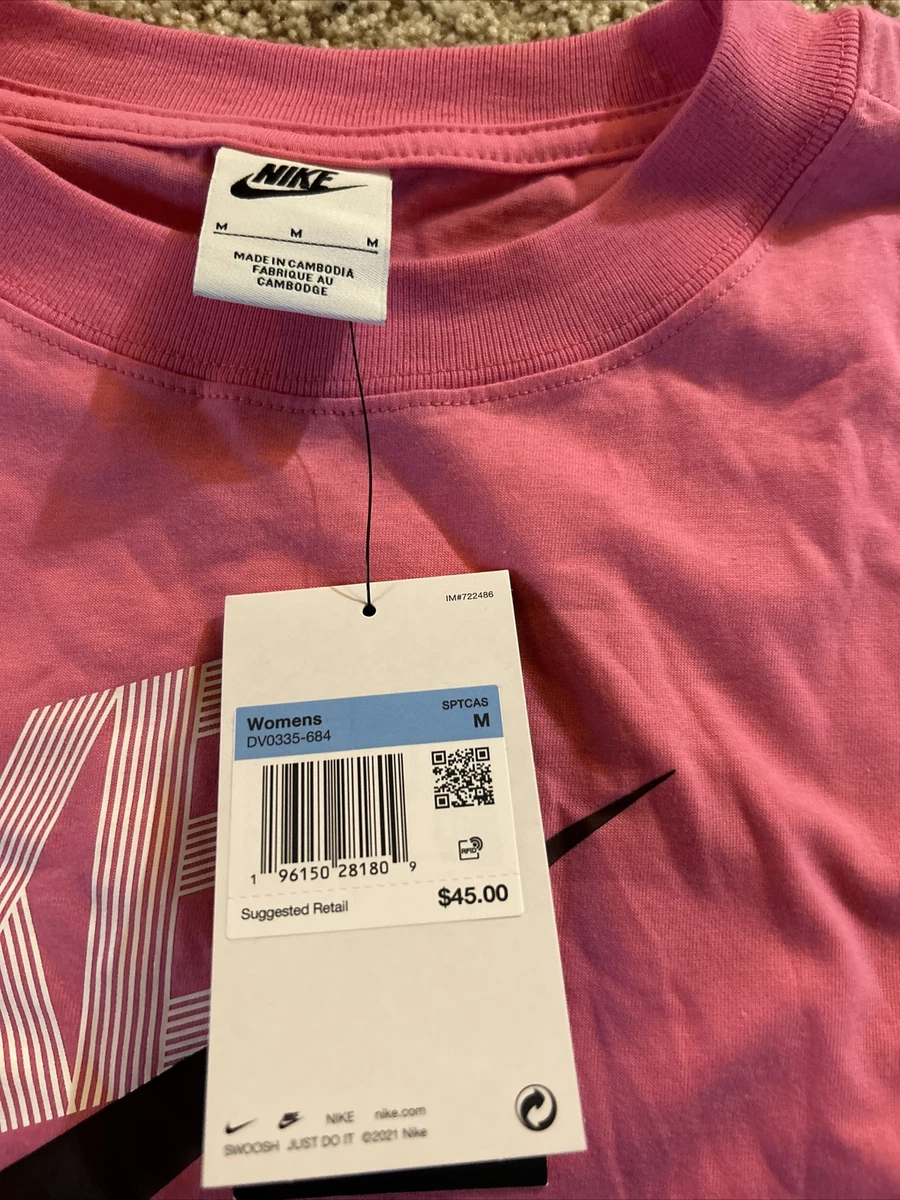 NIKE
M M M
MADE IN CAMBODIA
FABRIQUE AU
CAMBODGE
IM#722486
Womens SPTCAS
DV0335-684 M
RFID
1 96150 28180 9
Suggested Retail $45.00
KE
NIKE nike.com
SWOOSH JUST DO IT ©2021 Nike